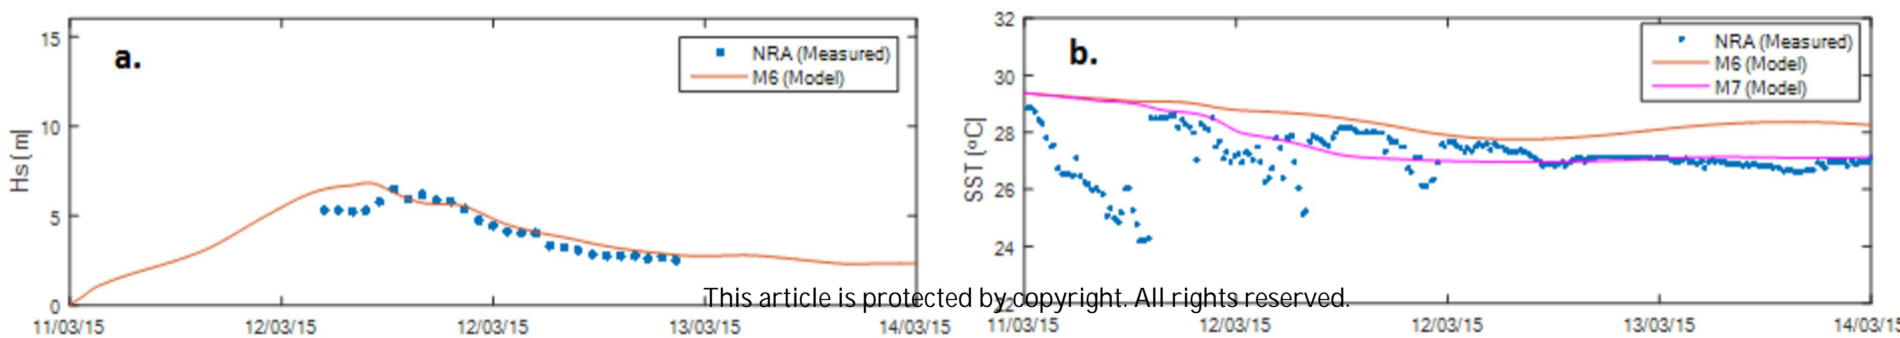 a.
NRA (Measured)
M6 (Model)
15
10
5
0
Hs [m]
11/03/15 12/03/15 12/03/15 13/03/15 14/03/15
b.
NRA (Measured)
M6 (Model)
M7 (Model)
32
30
28
26
24
22
SST [ºC]
11/03/15 12/03/15 12/03/15 13/03/15 14/03/15
This article is protected by copyright. All rights reserved.